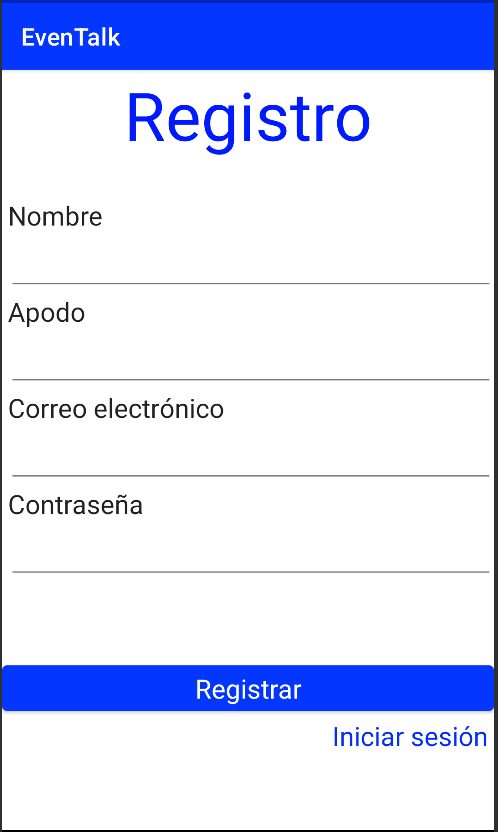 EvenTalk
Registro
Nombre
Apodo
Correo electrónico
Contraseña
Registrar
Iniciar sesión